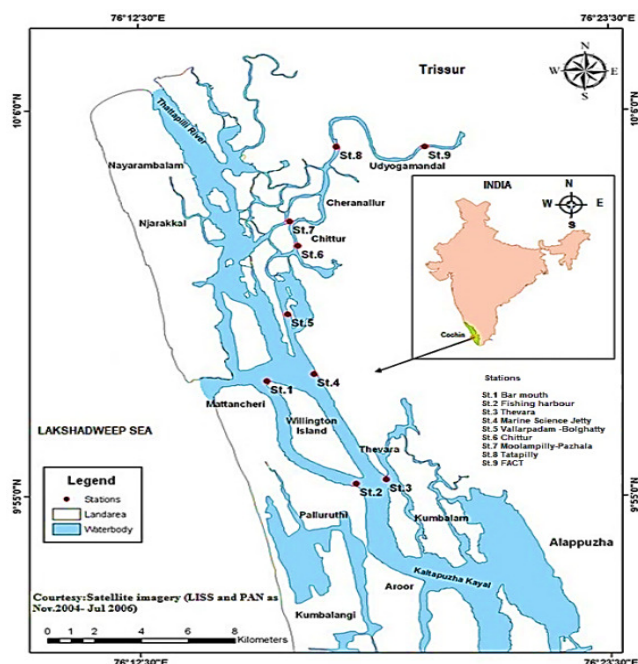 76°12'30"E
76°23'30"E
10°6'0"N
10°6'0"N
N
W E
S
Trissur
Thattapilli River
Nayarambalam
St.8
St.9
Udyogamandal
Cheranallur
Njarakkal
St.7
Chittur
St.6
INDIA
N
W E
S
Cochin
St.5
St.4
St.1
Mattancheri
Willington
Island
Stations
St.1 Bar mouth
St.2 Fishing harbour
St.3 Thevara
St.4 Marine Science Jetty
St.5 Vallarpadam -Bolghatty
St.6 Chittur
St.7 Moolampilly-Pazhala
St.8 Tatapilly
St.9 FACT
LAKSHADWEEP SEA
Thevara
Legend
Stations
Landarea
Waterbody
St.2
St.3
9°55'0"N
9°55'0"N
Palluruthi
Kumbalam
Alappuzha
Kaitapuzha Kayal
Aroor
Courtesy:Satellite imagery (LISS and PAN as
Nov.2004- Jul 2006)
Kumbalangi
0 1 2 4 6 8
Kilometers
76°12'30"E
76°23'30"E